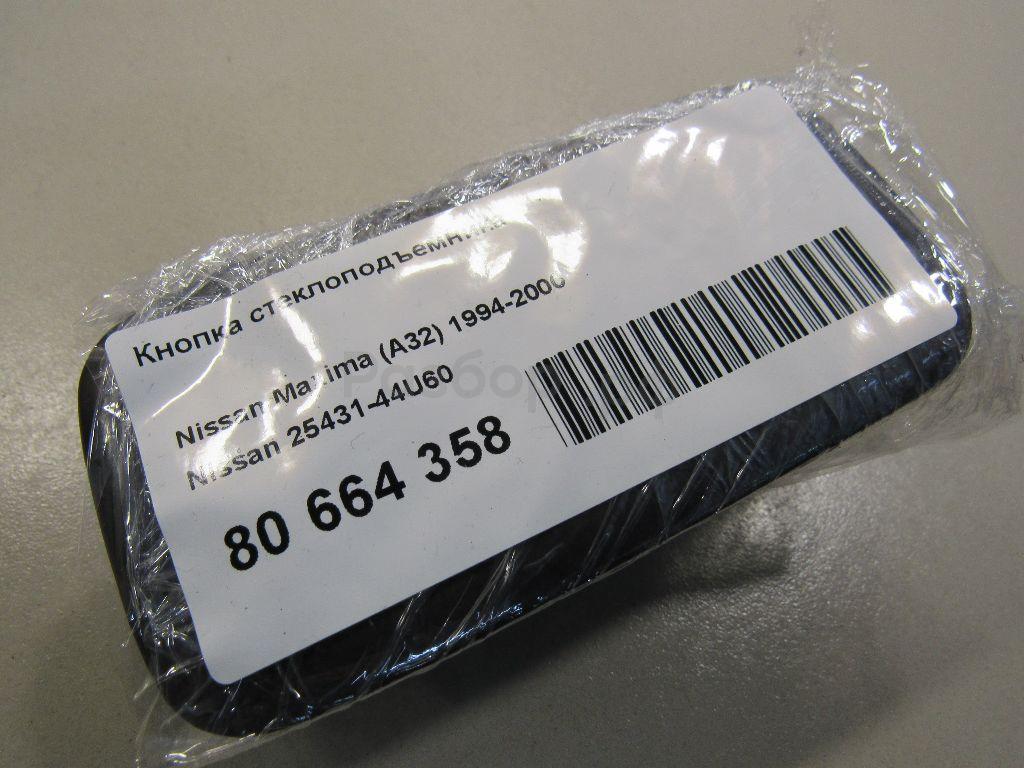 Кнопка стеклоподъемника
Nissan Maxima (A32) 1994-2000
Nissan 25431-44U60
80 664 358